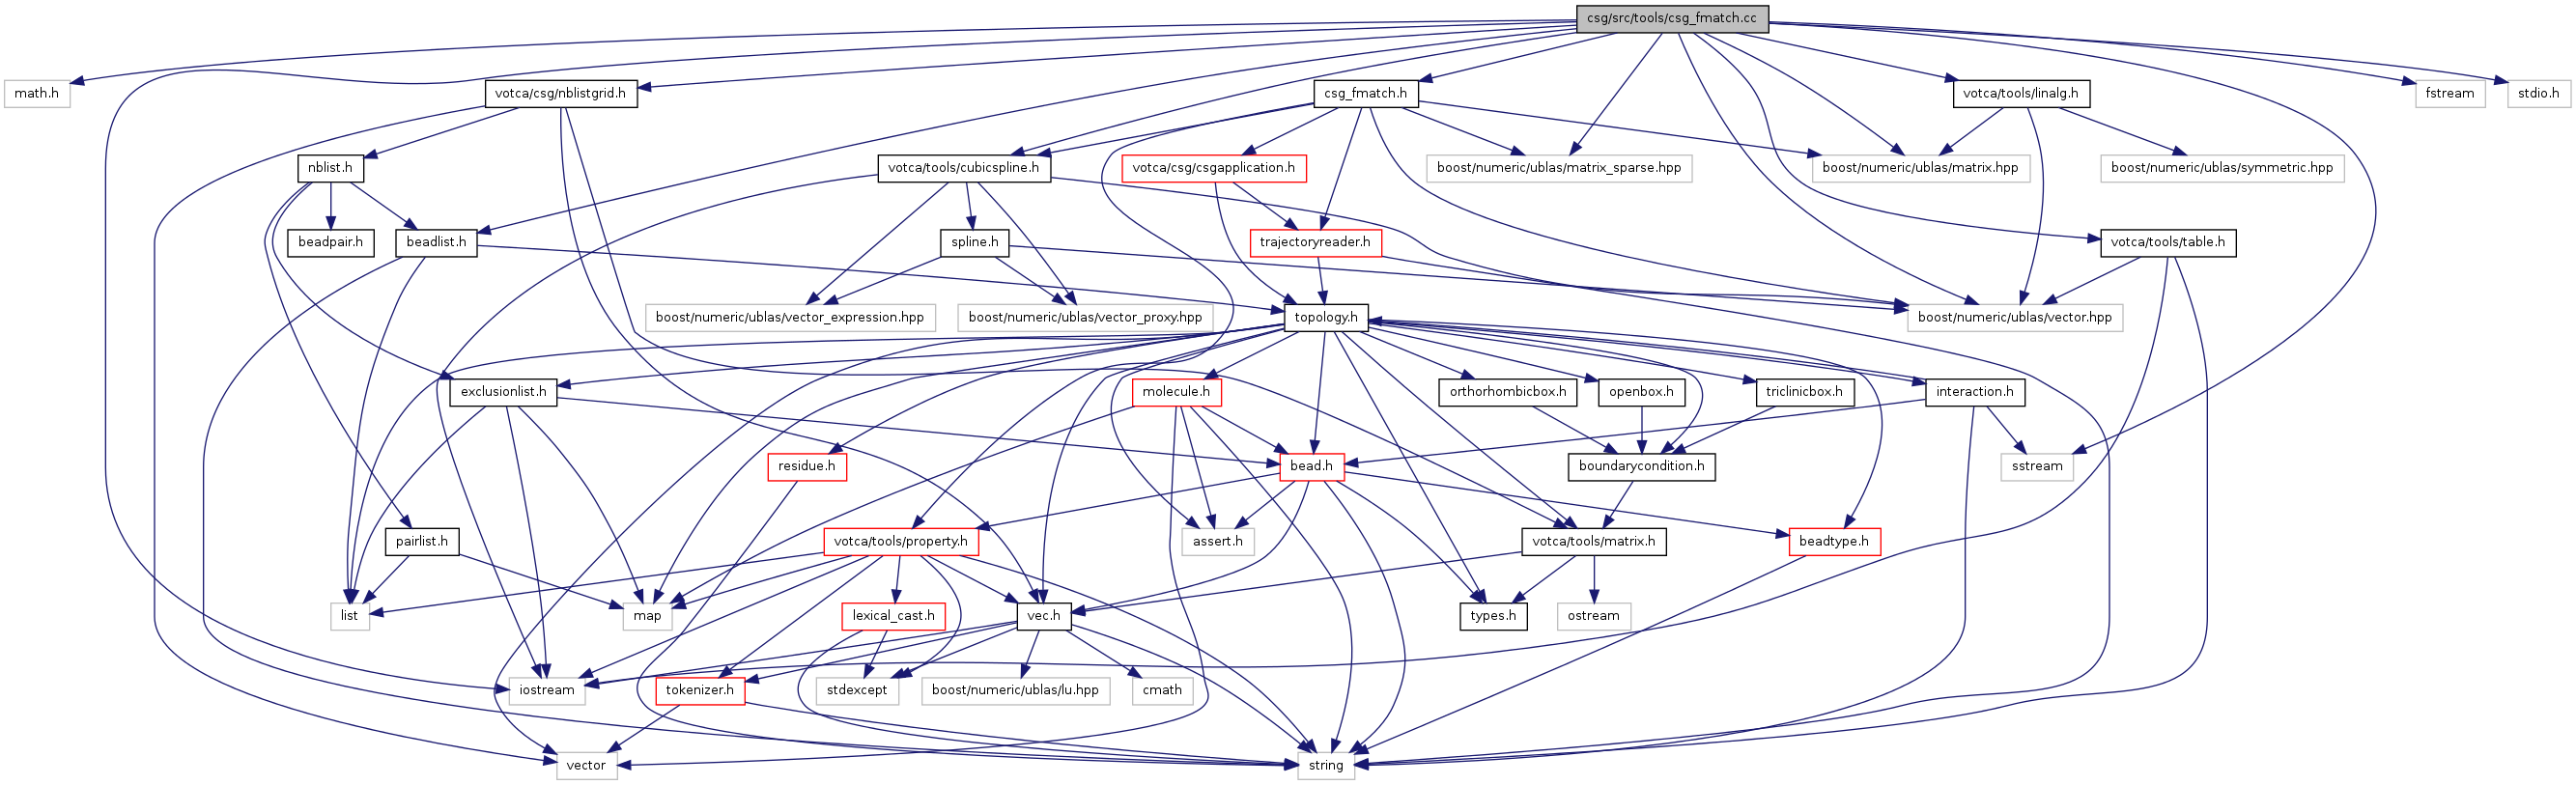 csg/src/tools/csg_fmatch.cc
math.h
votca/csg/nblistgrid.h
csg_fmatch.h
votca/tools/linalg.h
fstream
stdio.h
nblist.h
votca/tools/cubicspline.h
votca/csg/csgapplication.h
boost/numeric/ublas/matrix_sparse.hpp
boost/numeric/ublas/matrix.hpp
boost/numeric/ublas/symmetric.hpp
beadpair.h
beadlist.h
spline.h
trajectoryreader.h
votca/tools/table.h
boost/numeric/ublas/vector_expression.hpp
boost/numeric/ublas/vector_proxy.hpp
topology.h
boost/numeric/ublas/vector.hpp
exclusionlist.h
molecule.h
orthorhombicbox.h
openbox.h
triclinicbox.h
interaction.h
residue.h
bead.h
boundarycondition.h
sstream
pairlist.h
votca/tools/property.h
assert.h
votca/tools/matrix.h
beadtype.h
list
map
lexical_cast.h
vec.h
types.h
ostream
iostream
tokenizer.h
stdexcept
boost/numeric/ublas/lu.hpp
cmath
vector
string